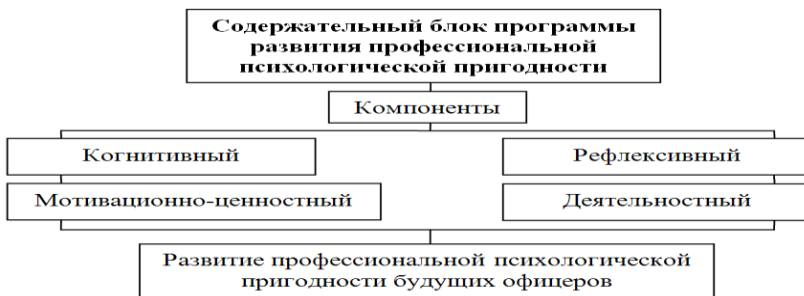 Содержательный блок программы
развития профессиональной
психологической пригодности
Компоненты
Когнитивный
Рефлексивный
Мотивационно-ценностный
Деятельностный
Развитие профессиональной психологической
пригодности будущих офицеров